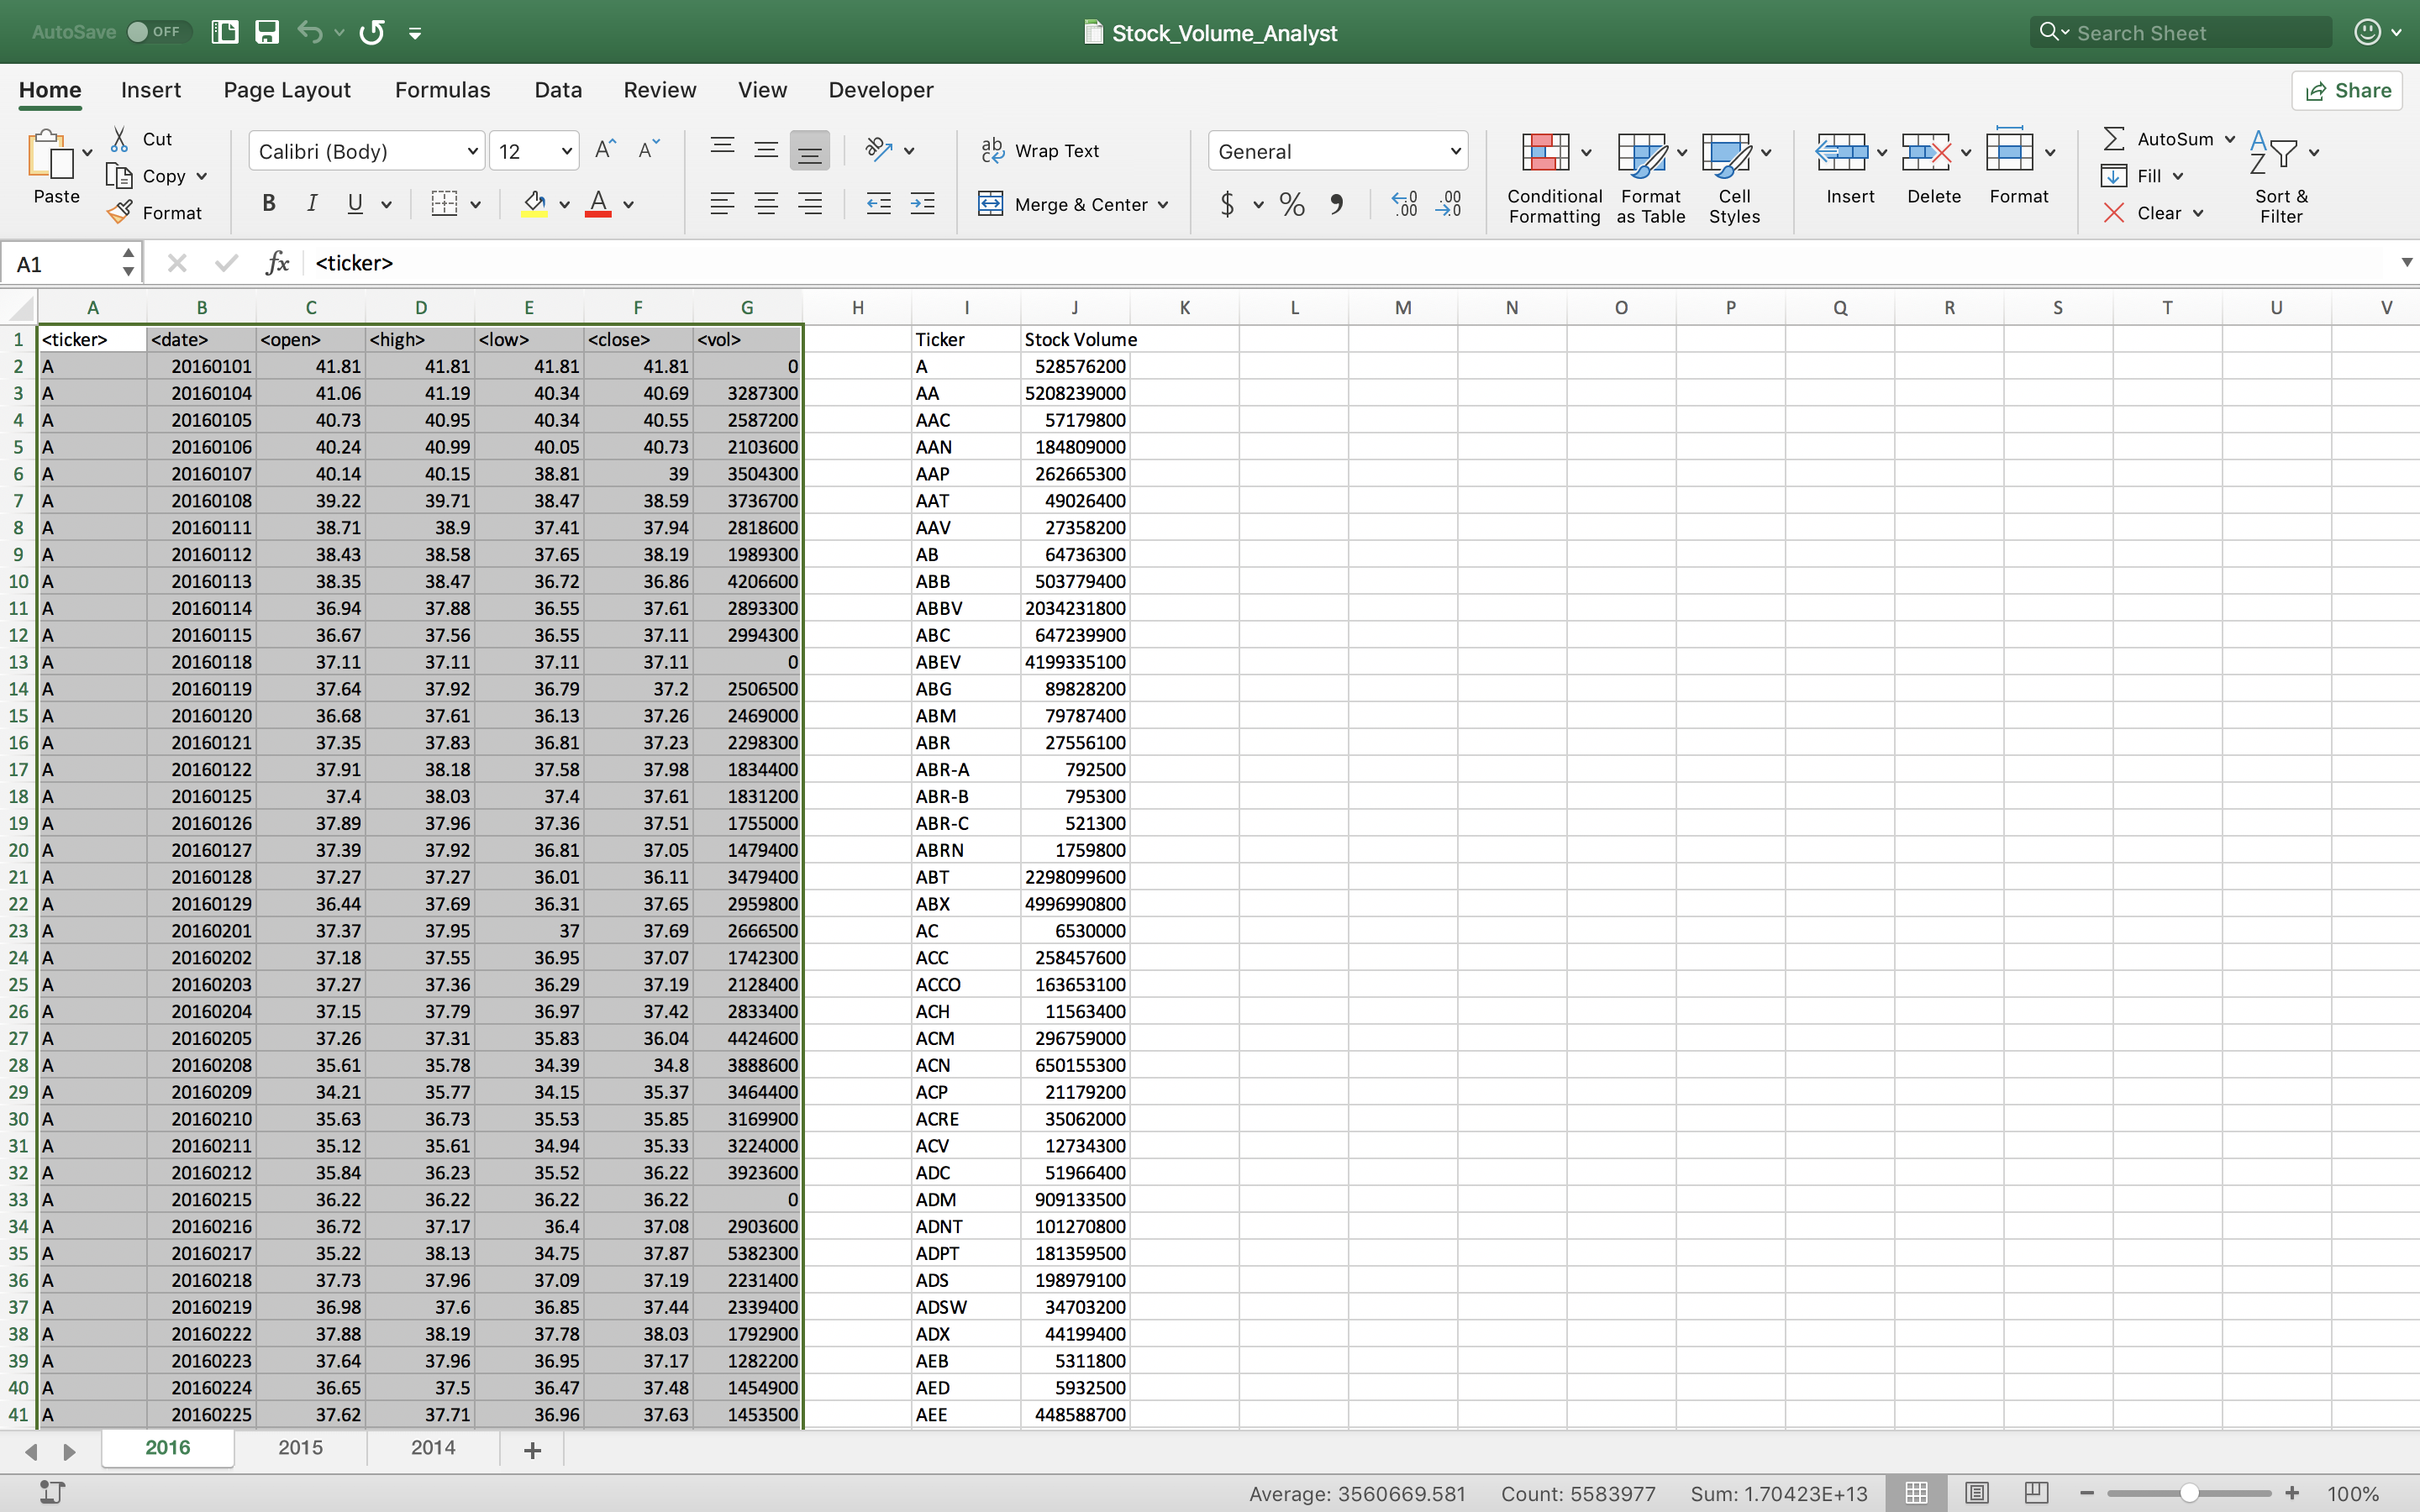 AutoSave OFF Stock_Volume_Analyst Search Sheet
Home Insert Page Layout Formulas Data Review View Developer Share
Paste Cut Copy Format Calibri (Body) 12 Wrap Text Merge & Center General Conditional Formatting Format as Table Cell Styles Insert Delete Format AutoSum Fill Clear Sort & Filter
A1 fx <ticker>
A B C D E F G H I J K L M N O P Q R S T U V
1 <ticker> <date> <open> <high> <low> <close> <vol> Ticker Stock Volume
2 A 20160101 41.81 41.81 41.81 41.81 0 A 528576200
3 A 20160104 41.06 41.19 40.34 40.69 3287300 AA 5208239000
4 A 20160105 40.73 40.95 40.34 40.55 2587200 AAC 57179800
5 A 20160106 40.24 40.99 40.05 40.73 2103600 AAN 184809000
6 A 20160107 40.14 40.15 38.81 39 3504300 AAP 262665300
7 A 20160108 39.22 39.71 38.47 38.59 3736700 AAT 49026400
8 A 20160111 38.71 38.9 37.41 37.94 2818600 AAV 27358200
9 A 20160112 38.43 38.58 37.65 38.19 1989300 AB 64736300
10 A 20160113 38.35 38.47 36.72 36.86 4206600 ABB 503779400
11 A 20160114 36.94 37.88 36.55 37.61 2893300 ABBV 2034231800
12 A 20160115 36.67 37.56 36.55 37.11 2994300 ABC 647239900
13 A 20160118 37.11 37.11 37.11 37.11 0 ABEV 4199335100
14 A 20160119 37.64 37.92 36.79 37.2 2506500 ABG 89828200
15 A 20160120 36.68 37.61 36.13 37.26 2469000 ABM 79787400
16 A 20160121 37.35 37.83 36.81 37.23 2298300 ABR 27556100
17 A 20160122 37.91 38.18 37.58 37.98 1834400 ABR-A 792500
18 A 20160125 37.4 38.03 37.4 37.61 1831200 ABR-B 795300
19 A 20160126 37.89 37.96 37.36 37.51 1755000 ABR-C 521300
20 A 20160127 37.39 37.92 36.81 37.05 1479400 ABRN 1759800
21 A 20160128 37.27 37.27 36.01 36.11 3479400 ABT 2298099600
22 A 20160129 36.44 37.69 36.31 37.65 2959800 ABX 4996990800
23 A 20160201 37.37 37.95 37 37.69 2666500 AC 6530000
24 A 20160202 37.18 37.55 36.95 37.07 1742300 ACC 258457600
25 A 20160203 37.27 37.36 36.29 37.19 2128400 ACCO 163653100
26 A 20160204 37.15 37.79 36.97 37.42 2833400 ACH 11563400
27 A 20160205 37.26 37.31 35.83 36.04 4424600 ACM 296759000
28 A 20160208 35.61 35.78 34.39 34.8 3888600 ACN 650155300
29 A 20160209 34.21 35.77 34.15 35.37 3464400 ACP 21179200
30 A 20160210 35.63 36.73 35.53 35.85 3169900 ACRE 35062000
31 A 20160211 35.12 35.61 34.94 35.33 3224000 ACV 12734300
32 A 20160212 35.84 36.23 35.52 36.22 3923600 ADC 51966400
33 A 20160215 36.22 36.22 36.22 36.22 0 ADM 909133500
34 A 20160216 36.72 37.17 36.4 37.08 2903600 ADNT 101270800
35 A 20160217 35.22 38.13 34.75 37.87 5382300 ADPT 181359500
36 A 20160218 37.73 37.96 37.09 37.19 2231400 ADS 198979100
37 A 20160219 36.98 37.6 36.85 37.44 2339400 ADSW 34703200
38 A 20160222 37.88 38.19 37.78 38.03 1792900 ADX 44199400
39 A 20160223 37.64 37.96 36.95 37.17 1282200 AEB 5311800
40 A 20160224 36.65 37.5 36.47 37.48 1454900 AED 5932500
41 A 20160225 37.62 37.71 36.96 37.63 1453500 AEE 448588700
2016 2015 2014 +
Average: 3560669.581 Count: 5583977 Sum: 1.70423E+13 100%